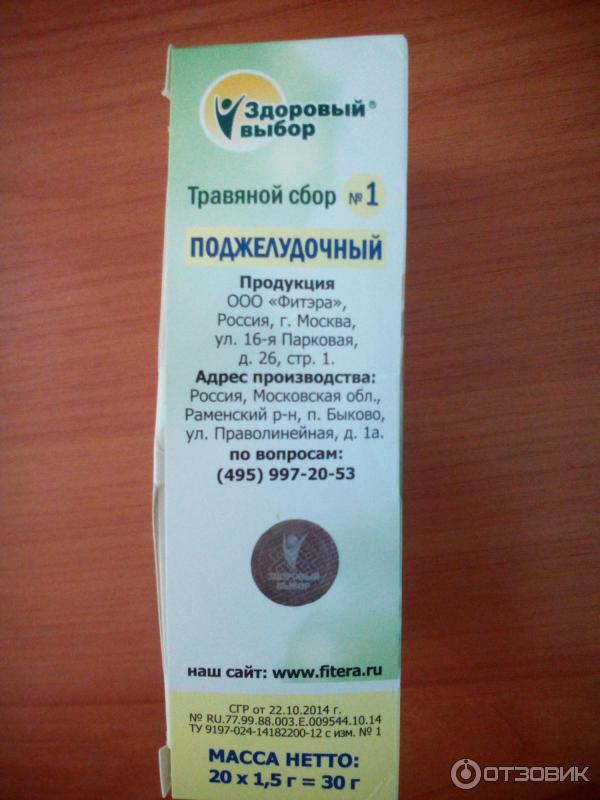 Здоровый®
выбор
Травяной сбор №1
ПОДЖЕЛУДОЧНЫЙ
Продукция
ООО «Фитэра»,
Россия, г. Москва,
ул. 16-я Парковая,
д. 26, стр. 1.
Адрес производства:
Россия, Московская обл.,
Раменский р-н, п. Быково,
ул. Праволинейная, д. 1а.
по вопросам:
(495) 997-20-53
ЗДОРОВЫЙ
ВЫБОР
наш сайт: www.fitera.ru
СГР от 22.10.2014 г.
№ RU.77.99.88.003.Е.009544.10.14
ТУ 9197-024-14182200-12 с изм. № 1
МАССА НЕТТО:
20 х 1,5 г = 30 г
ОТЗОВИК